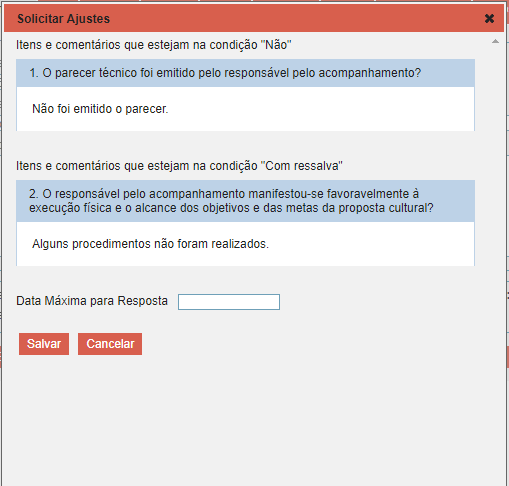 Solicitar Ajustes
Itens e comentários que estejam na condição "Não"
1. O parecer técnico foi emitido pelo responsável pelo acompanhamento?
Não foi emitido o parecer.
Itens e comentários que estejam na condição "Com ressalva"
2. O responsável pelo acompanhamento manifestou-se favoravelmente à
execução física e o alcance dos objetivos e das metas da proposta cultural?
Alguns procedimentos não foram realizados.
Data Máxima para Resposta
Salvar Cancelar